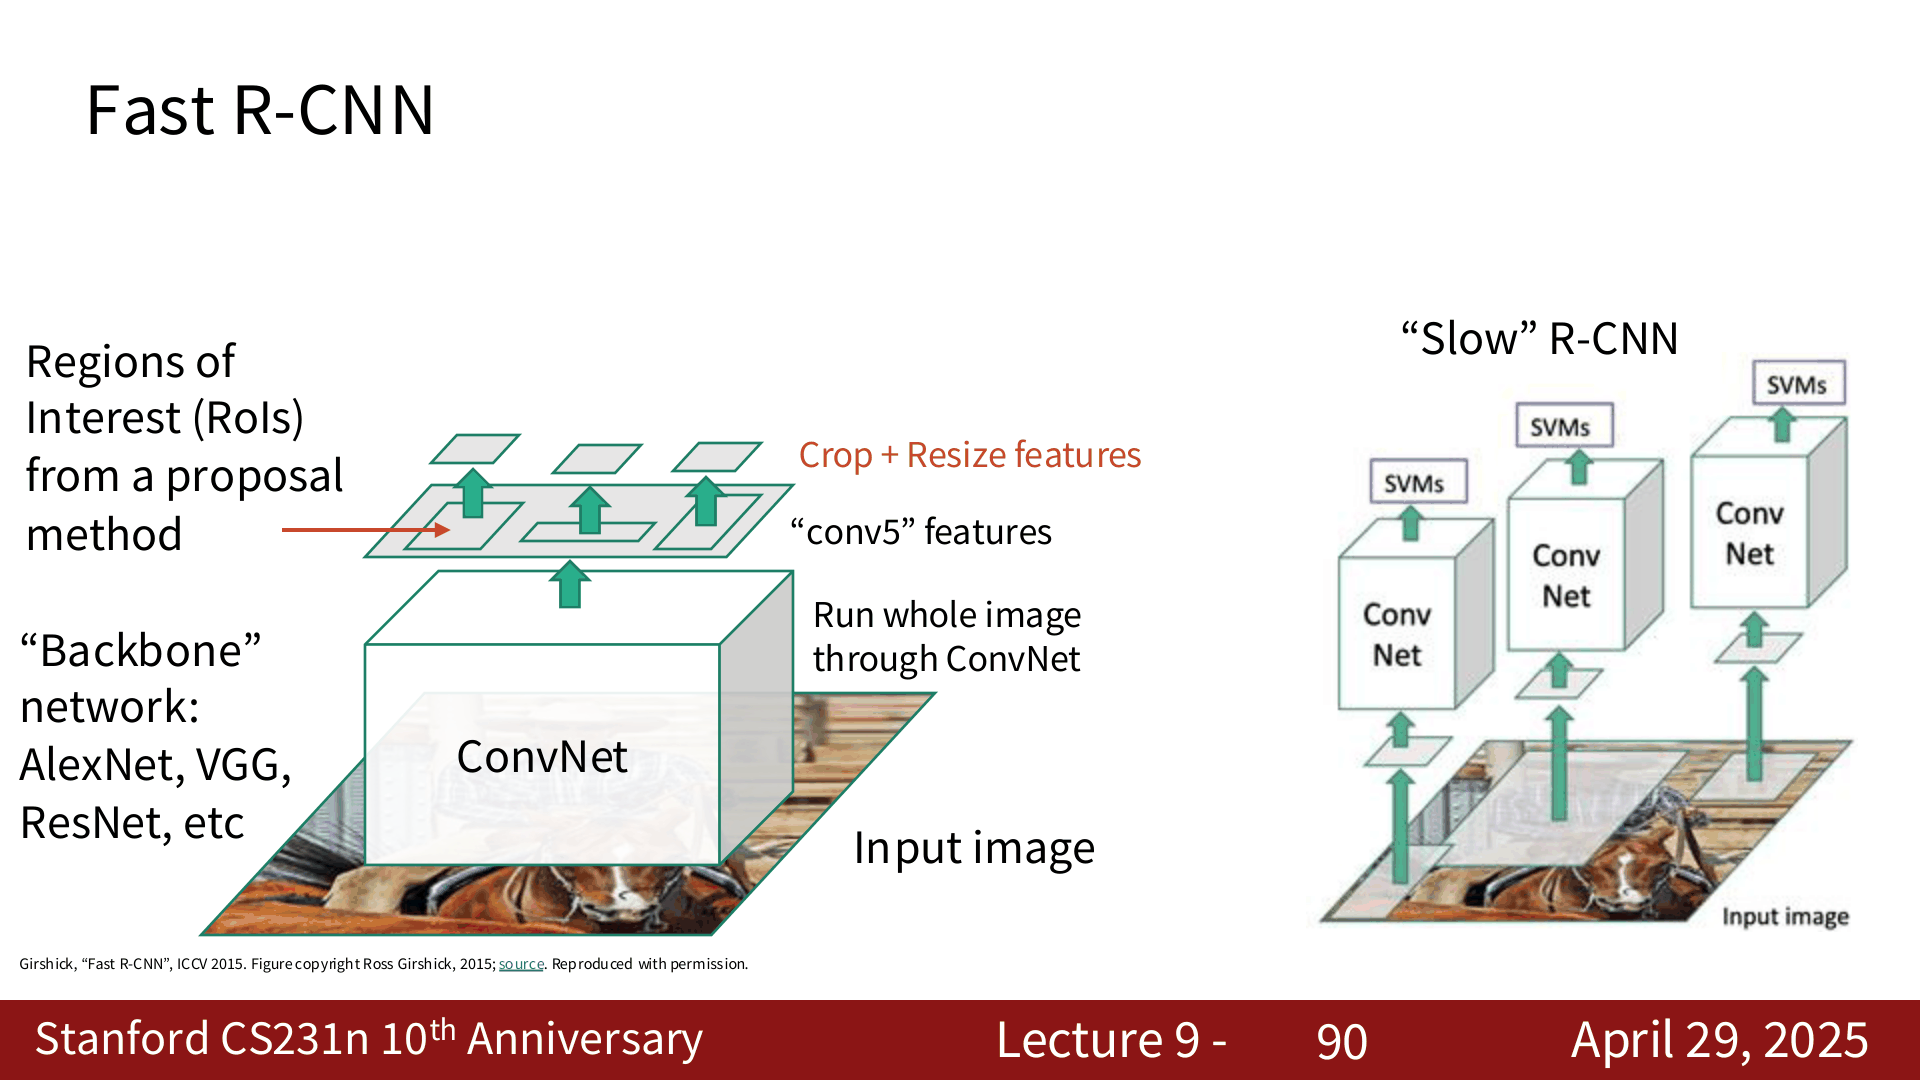 Fast R-CNN
Regions of
Interest (RoIs)
from a proposal
method
"Backbone"
network:
AlexNet, VGG,
ResNet, etc
Crop + Resize features
"conv5" features
Run whole image
through ConvNet
ConvNet
Input image
"Slow" R-CNN
SVMs
SVMs
SVMs
Conv
Net
Conv
Net
Conv
Net
Input image
Girshick, "Fast R-CNN", ICCV 2015. Figure copyright Ross Girshick, 2015; source. Reproduced with permission.
Stanford CS231n 10th Anniversary
Lecture 9 - 90
April 29, 2025